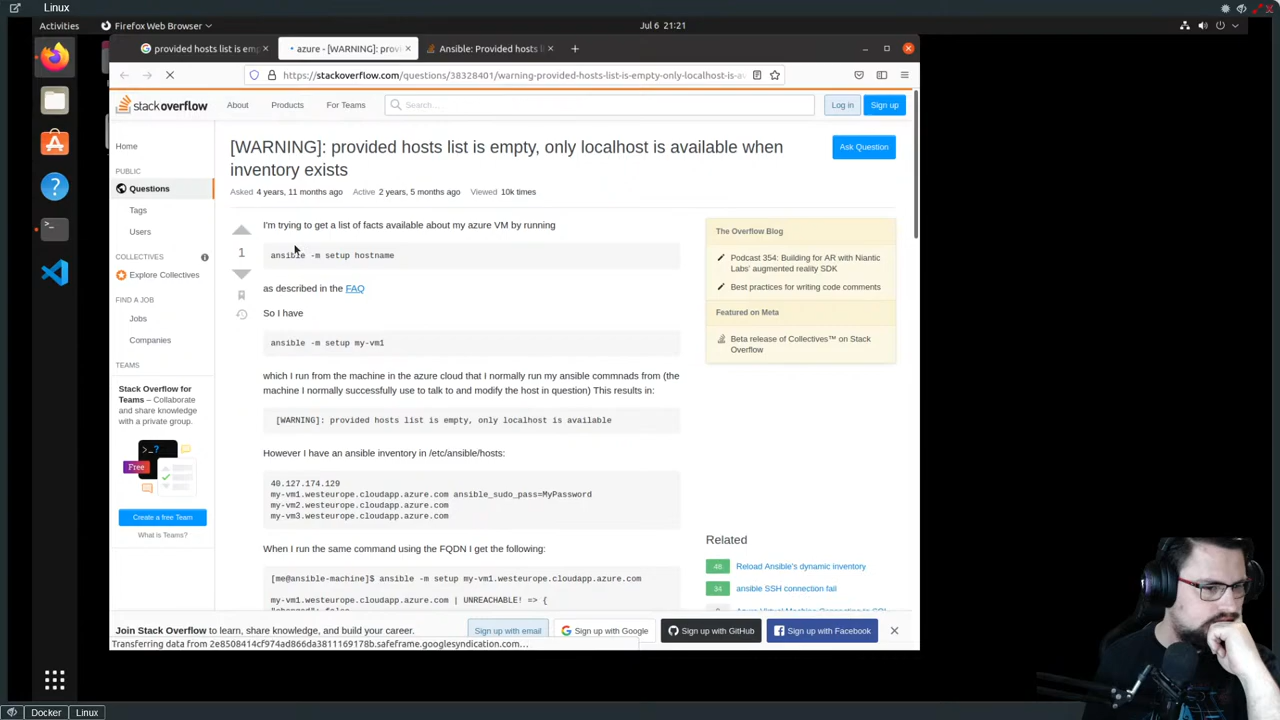 Linux
Activities
Firefox Web Browser
Jul 6 21:21
provided hosts list is em
azure - [WARNING]: prov
Ansible: Provided hosts l
https://stackoverflow.com/questions/38328401/warning-provided-hosts-list-is-empty-only-localhost-is-av
stack overflow
About
Products
For Teams
Search...
Log in
Sign up
Home
PUBLIC
Questions
Tags
Users
COLLECTIVES
Explore Collectives
FIND A JOB
Jobs
Companies
TEAMS
Stack Overflow for
Teams – Collaborate
and share knowledge
with a private group.
Free
Create a free Team
What is Teams?
[WARNING]: provided hosts list is empty, only localhost is available when
inventory exists
Ask Question
Asked 4 years, 11 months ago Active 2 years, 5 months ago Viewed 10k times
1
I'm trying to get a list of facts available about my azure VM by running
ansible -m setup hostname
as described in the FAQ
So I have
ansible -m setup my-vm1
which I run from the machine in the azure cloud that I normally run my ansible commnads from (the
machine I normally successfully use to talk to and modify the host in question) This results in:
[WARNING]: provided hosts list is empty, only localhost is available
However I have an ansible inventory in /etc/ansible/hosts:
40.127.174.129
my-vm1.westeurope.cloudapp.azure.com ansible_sudo_pass=MyPassword
my-vm2.westeurope.cloudapp.azure.com
my-vm3.westeurope.cloudapp.azure.com
When I run the same command using the FQDN I get the following:
[me@ansible-machine]$ ansible -m setup my-vm1.westeurope.cloudapp.azure.com
my-vm1.westeurope.cloudapp.azure.com | UNREACHABLE! => {
The Overflow Blog
Podcast 354: Building for AR with Niantic
Labs' augmented reality SDK
Best practices for writing code comments
Featured on Meta
Beta release of Collectives™ on Stack
Overflow
Related
46 Reload Ansible's dynamic inventory
34 ansible SSH connection fail
Join Stack Overflow to learn, share knowledge, and build your career.
Sign up with email
Sign up with Google
Sign up with GitHub
Sign up with Facebook
Transferring data from 2e8508414cf974ad866da3811169178b.safeframe.googlesyndication.com...
Docker
Linux